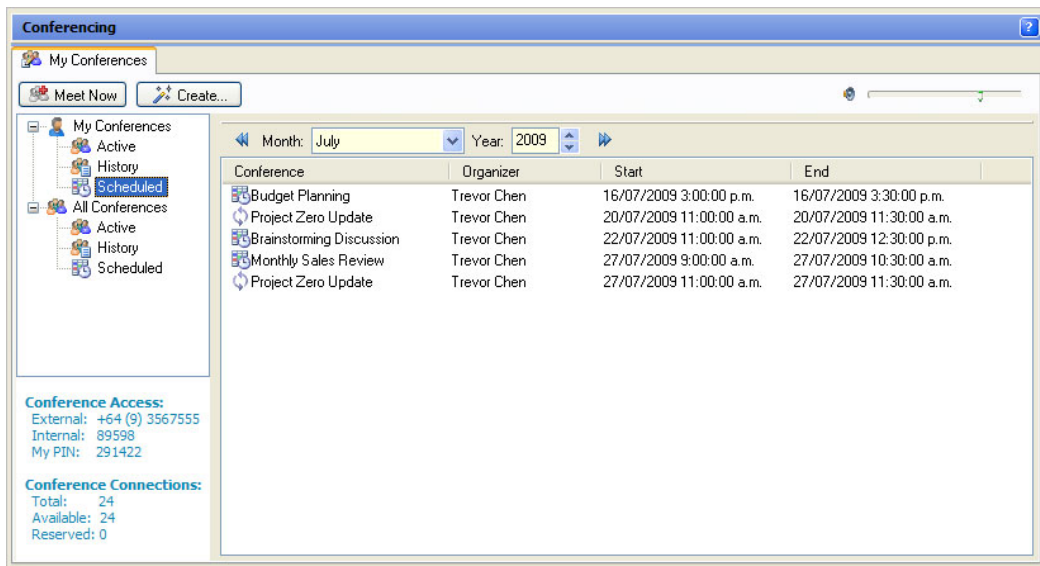 Conferencing
My Conferences
Meet Now Create...
My Conferences
Active
History
Scheduled
All Conferences
Active
History
Scheduled
Conference Access:
External: +64 (9) 3567555
Internal: 89598
My PIN: 291422
Conference Connections:
Total: 24
Available: 24
Reserved: 0
Month: July Year: 2009
Conference Organizer Start End
Budget Planning Trevor Chen 16/07/2009 3:00:00 p.m. 16/07/2009 3:30:00 p.m.
Project Zero Update Trevor Chen 20/07/2009 11:00:00 a.m. 20/07/2009 11:30:00 a.m.
Brainstorming Discussion Trevor Chen 22/07/2009 11:00:00 a.m. 22/07/2009 12:30:00 p.m.
Monthly Sales Review Trevor Chen 27/07/2009 9:00:00 a.m. 27/07/2009 10:30:00 a.m.
Project Zero Update Trevor Chen 27/07/2009 11:00:00 a.m. 27/07/2009 11:30:00 a.m.